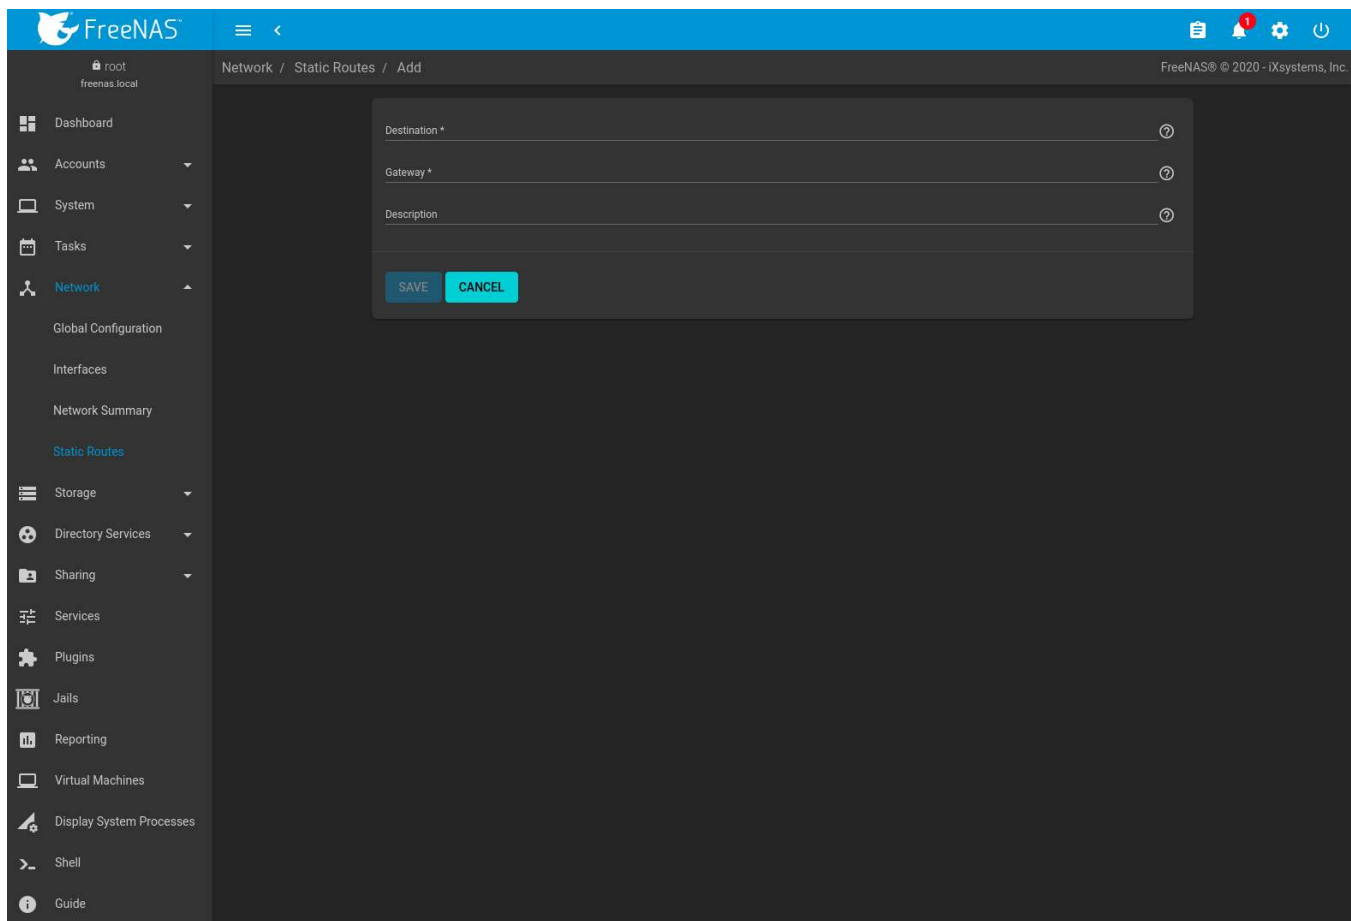 FreeNAS™
1
root
freenas.local
Network / Static Routes / Add
FreeNAS® © 2020 - iXsystems, Inc.
Dashboard
Accounts
System
Tasks
Network
Global Configuration
Interfaces
Network Summary
Static Routes
Storage
Directory Services
Sharing
Services
Plugins
Jails
Reporting
Virtual Machines
Display System Processes
Shell
Guide
Destination *
Gateway *
Description
SAVE CANCEL